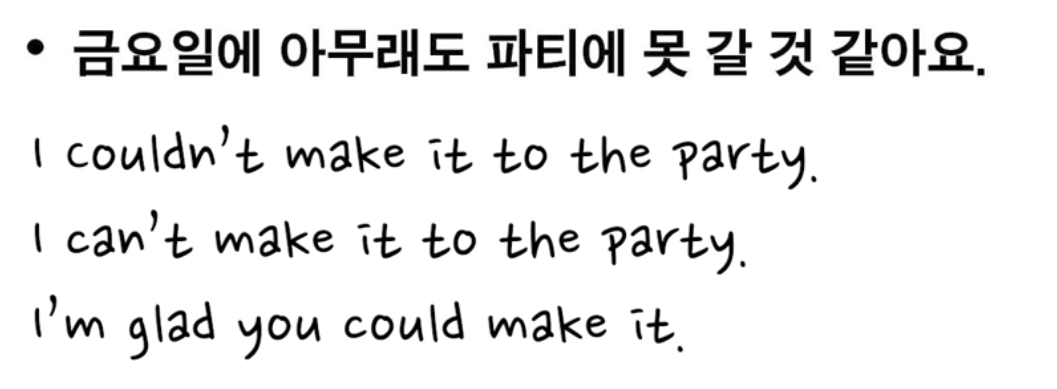 • 금요일에 아무래도 파티에 못 갈 것 같아요.
I couldn't make it to the party.
I can't make it to the party.
I'm glad you could make it.